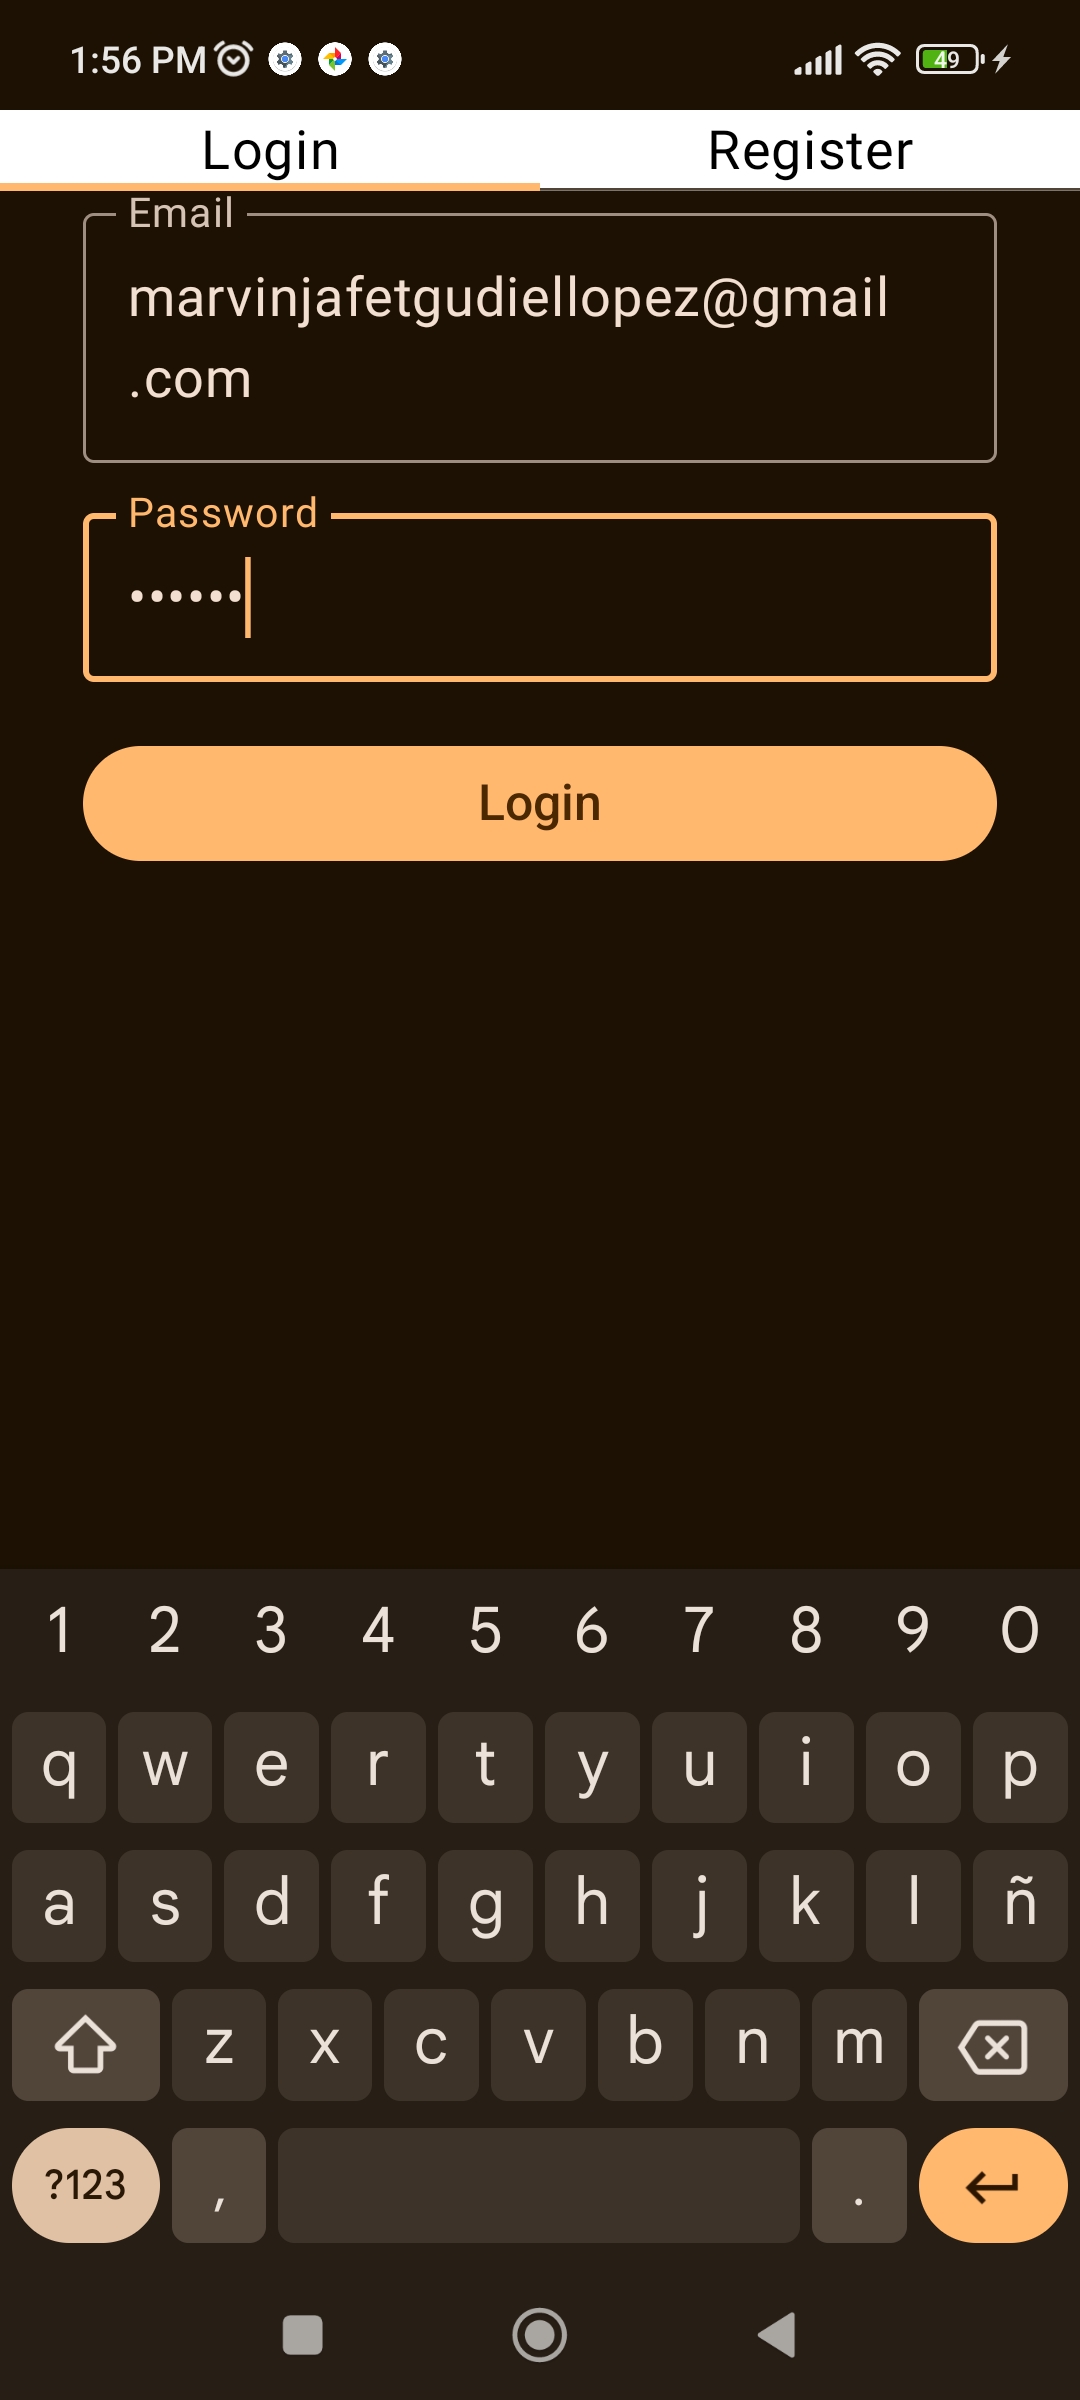 1:56 PM 49
Login Register
Email
marvinjafetgudiellopez@gmail
.com
Password
••••••
Login
1 2 3 4 5 6 7 8 9 0
q w e r t y u i o p
a s d f g h j k l ñ
z x c v b n m
?123 , .